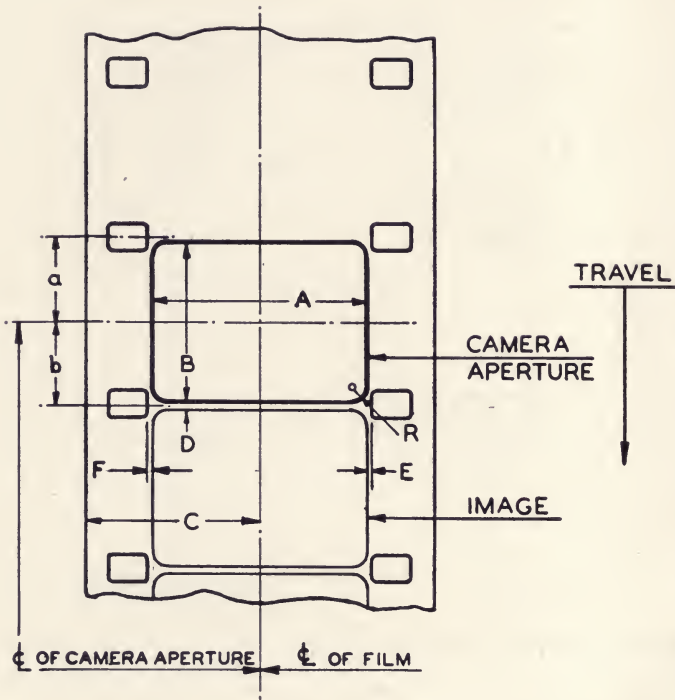 a
A
TRAVEL
b
B
CAMERA
APERTURE
R
D
F
E
C
IMAGE
℄ OF CAMERA APERTURE
℄ OF FILM